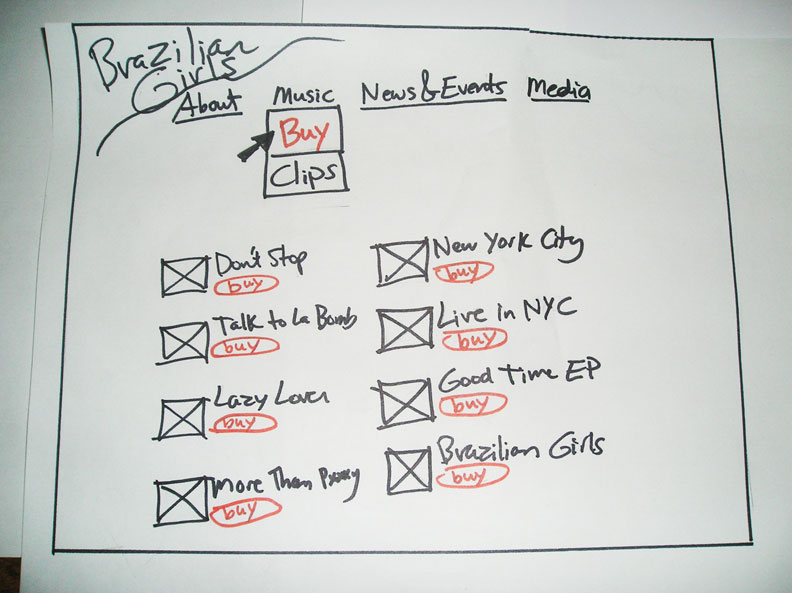 Brazilian
Girls
About Music News & Events Media
Buy
Clips
Don't Stop
buy
Talk to La Bomb
buy
Lazy Lover
buy
More Than Pussy
buy
New York City
buy
Live in NYC
buy
Good Time EP
buy
Brazilian Girls
buy